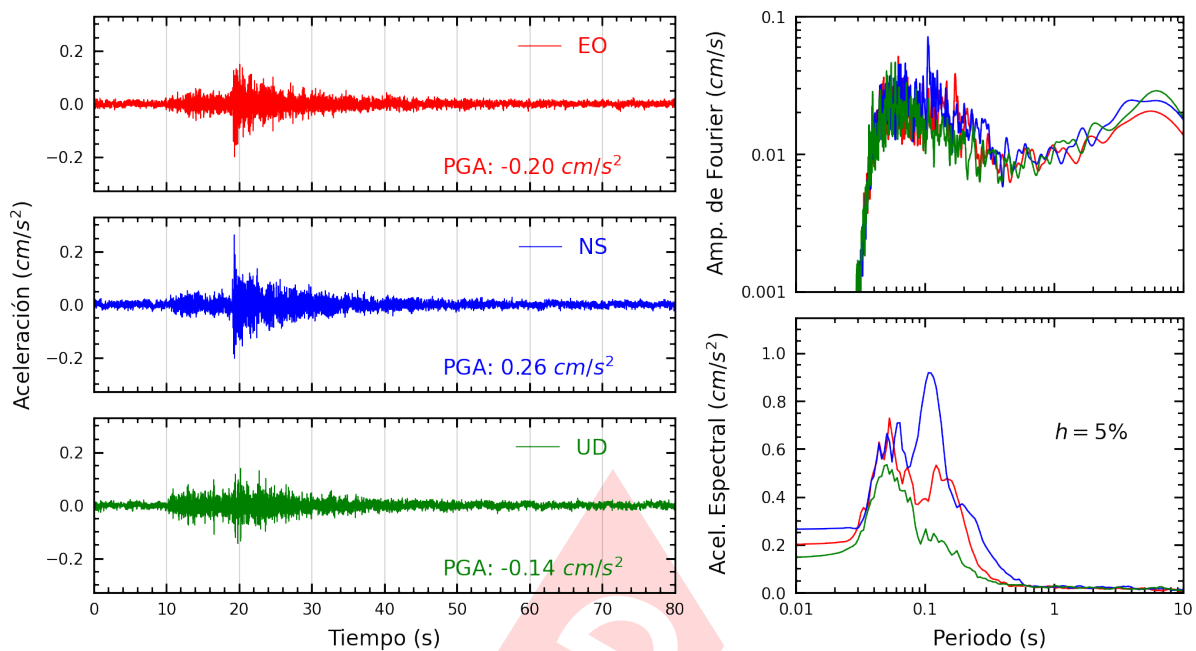 Aceleración (cm/s²)
0.2
0.0
−0.2
EO
PGA: -0.20 cm/s²
0.2
0.0
−0.2
NS
PGA: 0.26 cm/s²
0.2
0.0
−0.2
UD
PGA: -0.14 cm/s²
0 10 20 30 40 50 60 70 80
Tiempo (s)
Amp. de Fourier (cm/s)
0.1
0.01
0.001
Acel. Espectral (cm/s²)
1.0
0.8
0.6
0.4
0.2
0.0
h = 5%
0.01 0.1 1 10
Periodo (s)